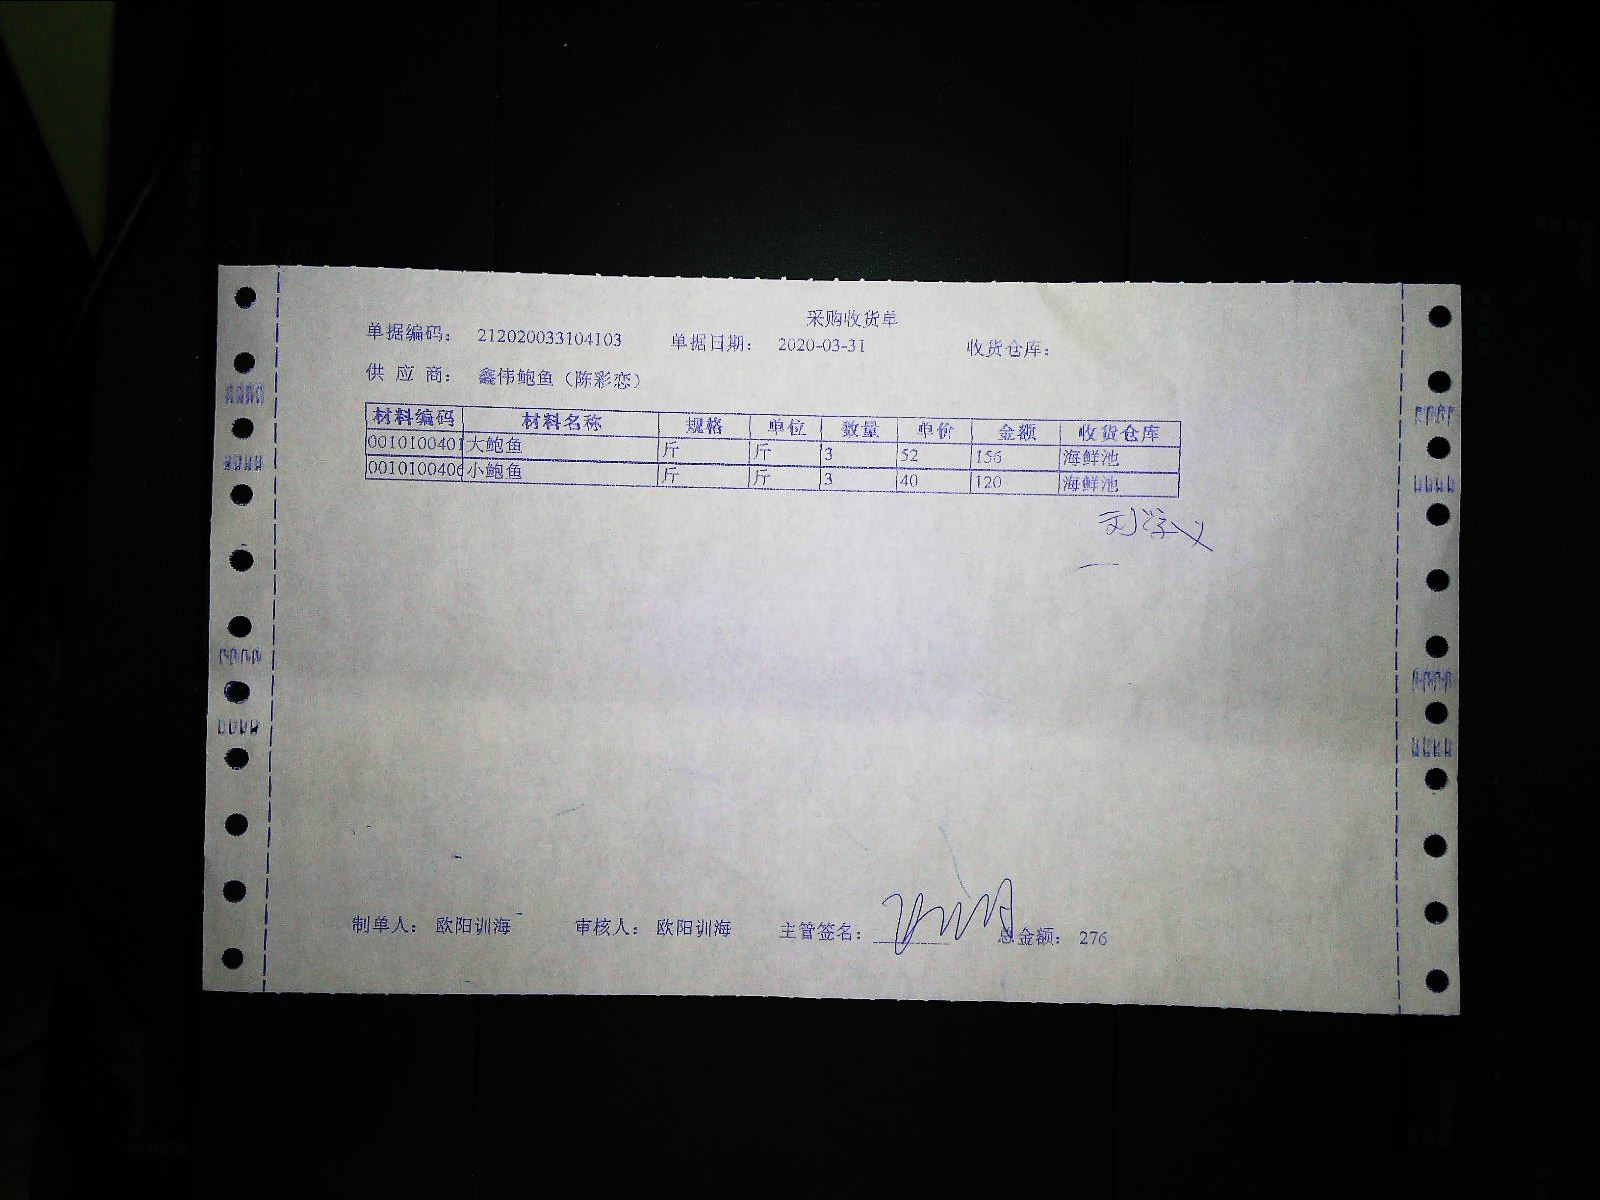 采购收货单
单据编码： 212020033104103 单据日期： 2020-03-31 收货仓库：
供 应 商： 鑫伟鲍鱼（陈彩恋）
材料编码 材料名称 规格 单位 数量 单价 金额 收货仓库
0010100401 大鲍鱼 斤 斤 3 52 156 海鲜池
0010100406 小鲍鱼 斤 斤 3 40 120 海鲜池
制单人： 欧阳训海 审核人： 欧阳训海 主管签名： 总金额： 276